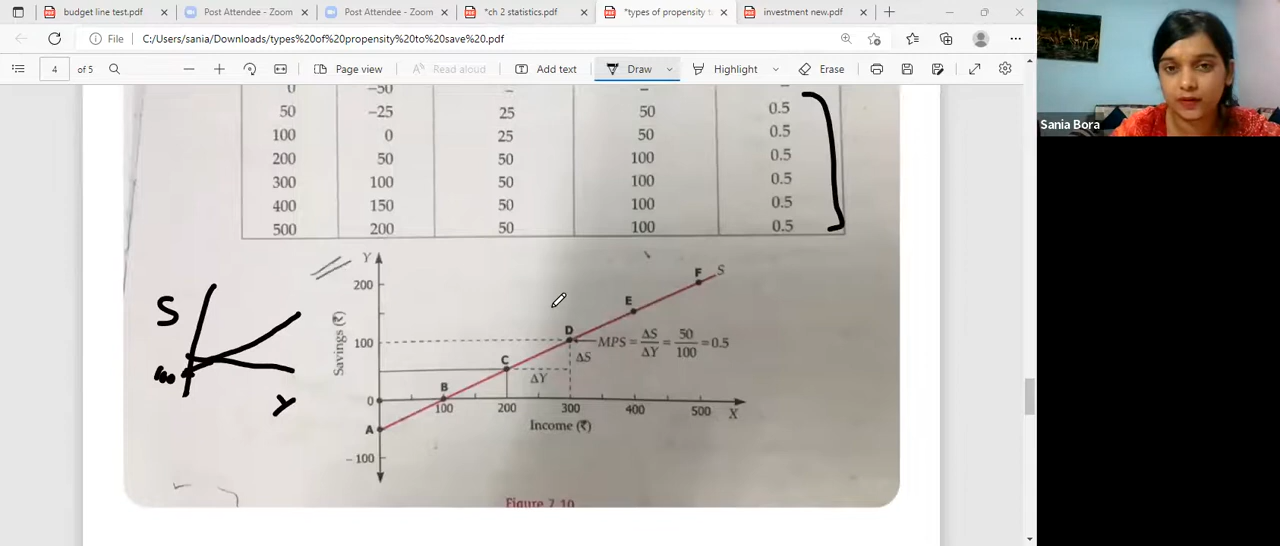 budget line test.pdf
Post Attendee - Zoom
Post Attendee - Zoom
*ch 2 statistics.pdf
*types of propensity t
investment new.pdf
File
C:/Users/sania/Downloads/types%20of%20propensity%20to%20save%20.pdf
4 of 5
Page view
Read aloud
Add text
Draw
Highlight
Erase
Sania Bora
0 -50 – – –
50 -25 25 50 0.5
100 0 25 50 0.5
200 50 50 100 0.5
300 100 50 100 0.5
400 150 50 100 0.5
500 200 50 100 0.5
S
Y
Y
200
100
0
-100
Savings (₹)
A
B
C
D
E
F
S
MPS = ΔS/ΔY = 50/100 = 0.5
ΔS
ΔY
100 200 300 400 500
X
Income (₹)
Figure 7.10